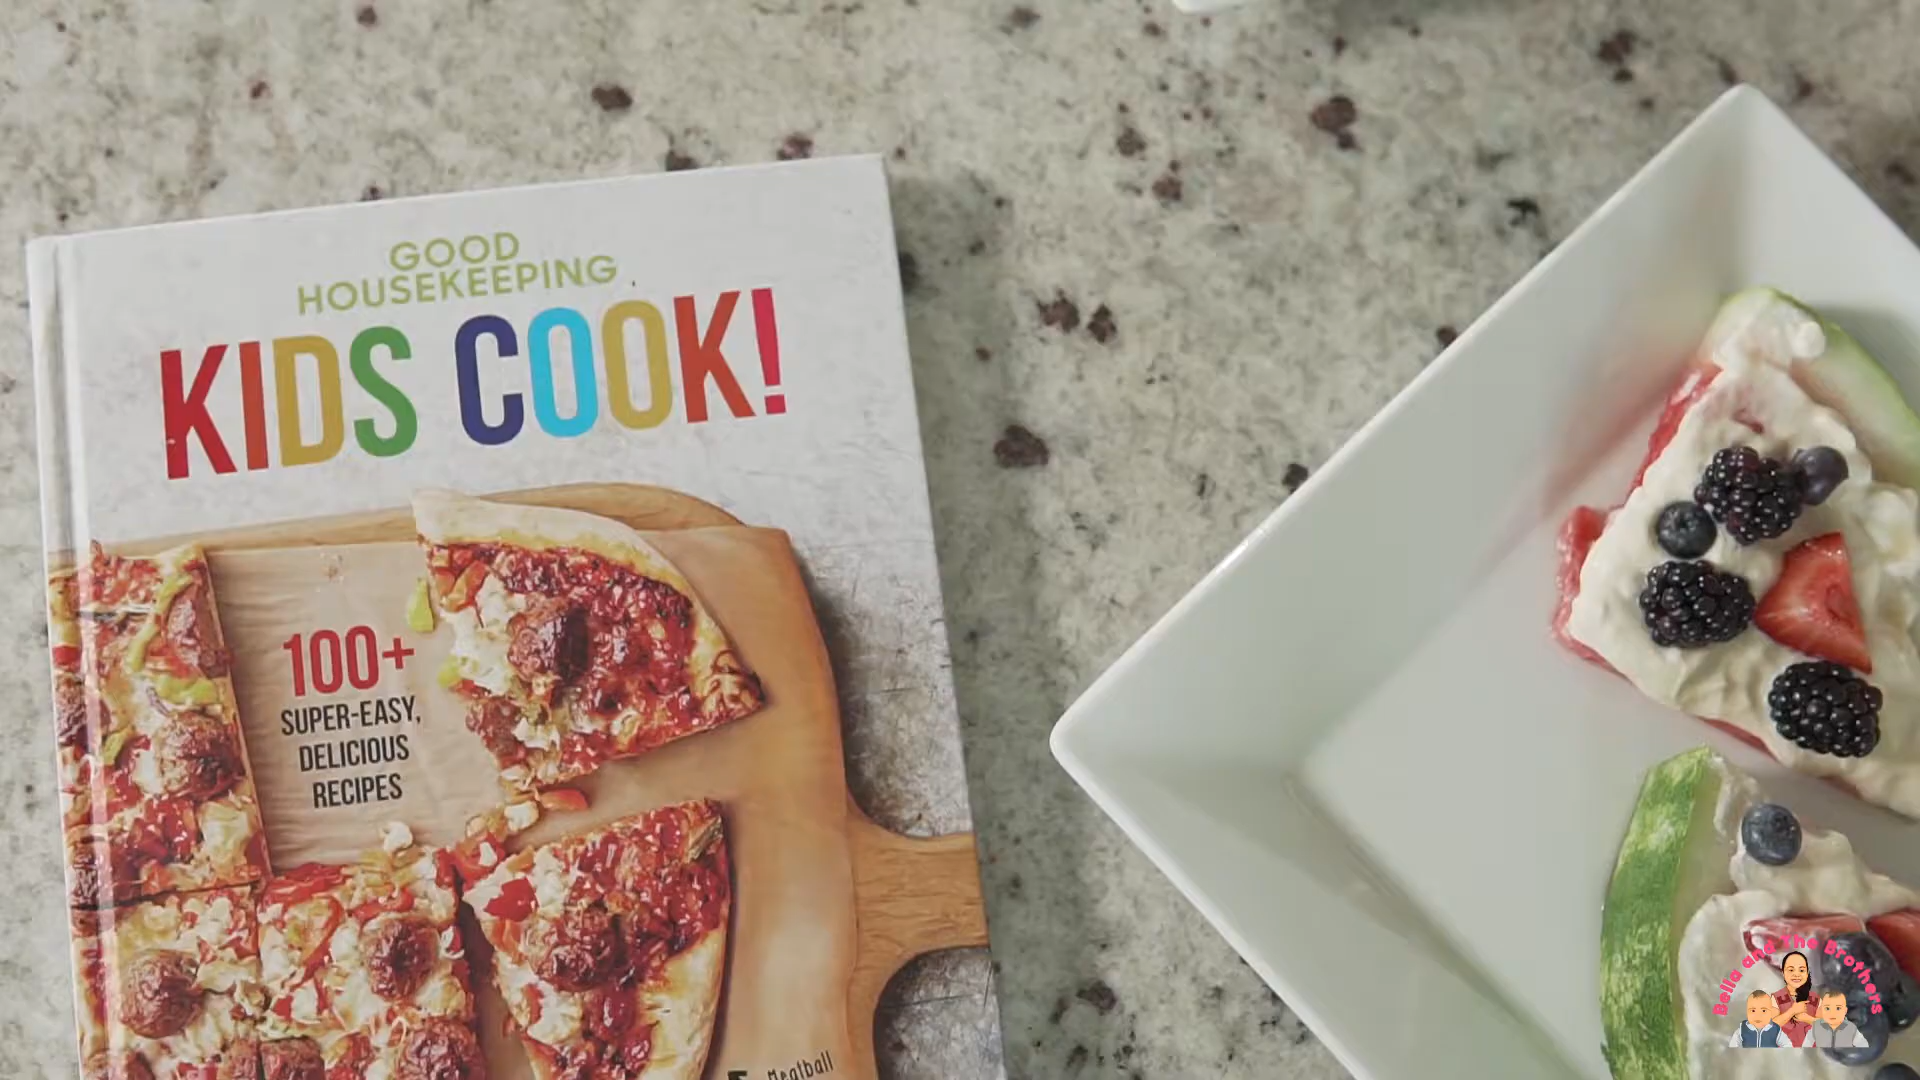 GOOD
HOUSEKEEPING
KIDS COOK!
100+
SUPER-EASY,
DELICIOUS
RECIPES
Meatball
Bella and The Brothers